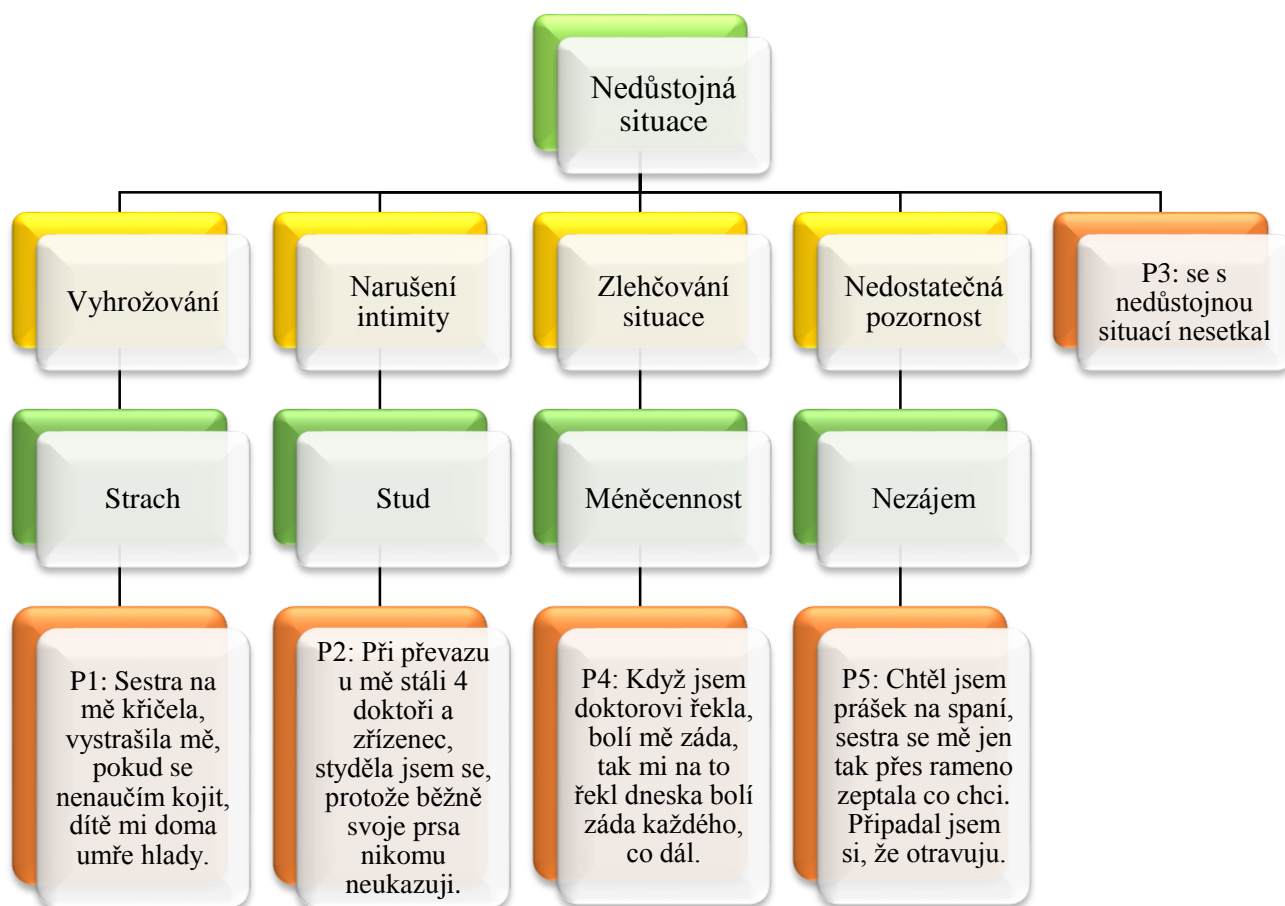 Nedůstojná
situace
Vyhrožování
Narušení
intimity
Zlehčování
situace
Nedostatečná
pozornost
P3: se s
nedůstojnou
situací nesetkal
Strach
Stud
Méněcennost
Nezájem
P1: Sestra na
mě křičela,
vystrašila mě,
pokud se
nenaučím kojit,
dítě mi doma
umře hlady.
P2: Při převazu
u mě stáli 4
doktoři a
zřízenec,
styděla jsem se,
protože běžně
svoje prsa
nikomu
neukazuji.
P4: Když jsem
doktorovi řekla,
bolí mě záda,
tak mi na to
řekl dneska bolí
záda každého,
co dál.
P5: Chtěl jsem
prášek na spaní,
sestra se mě jen
tak přes rameno
zeptala co chci.
Připadal jsem
si, že otravuju.